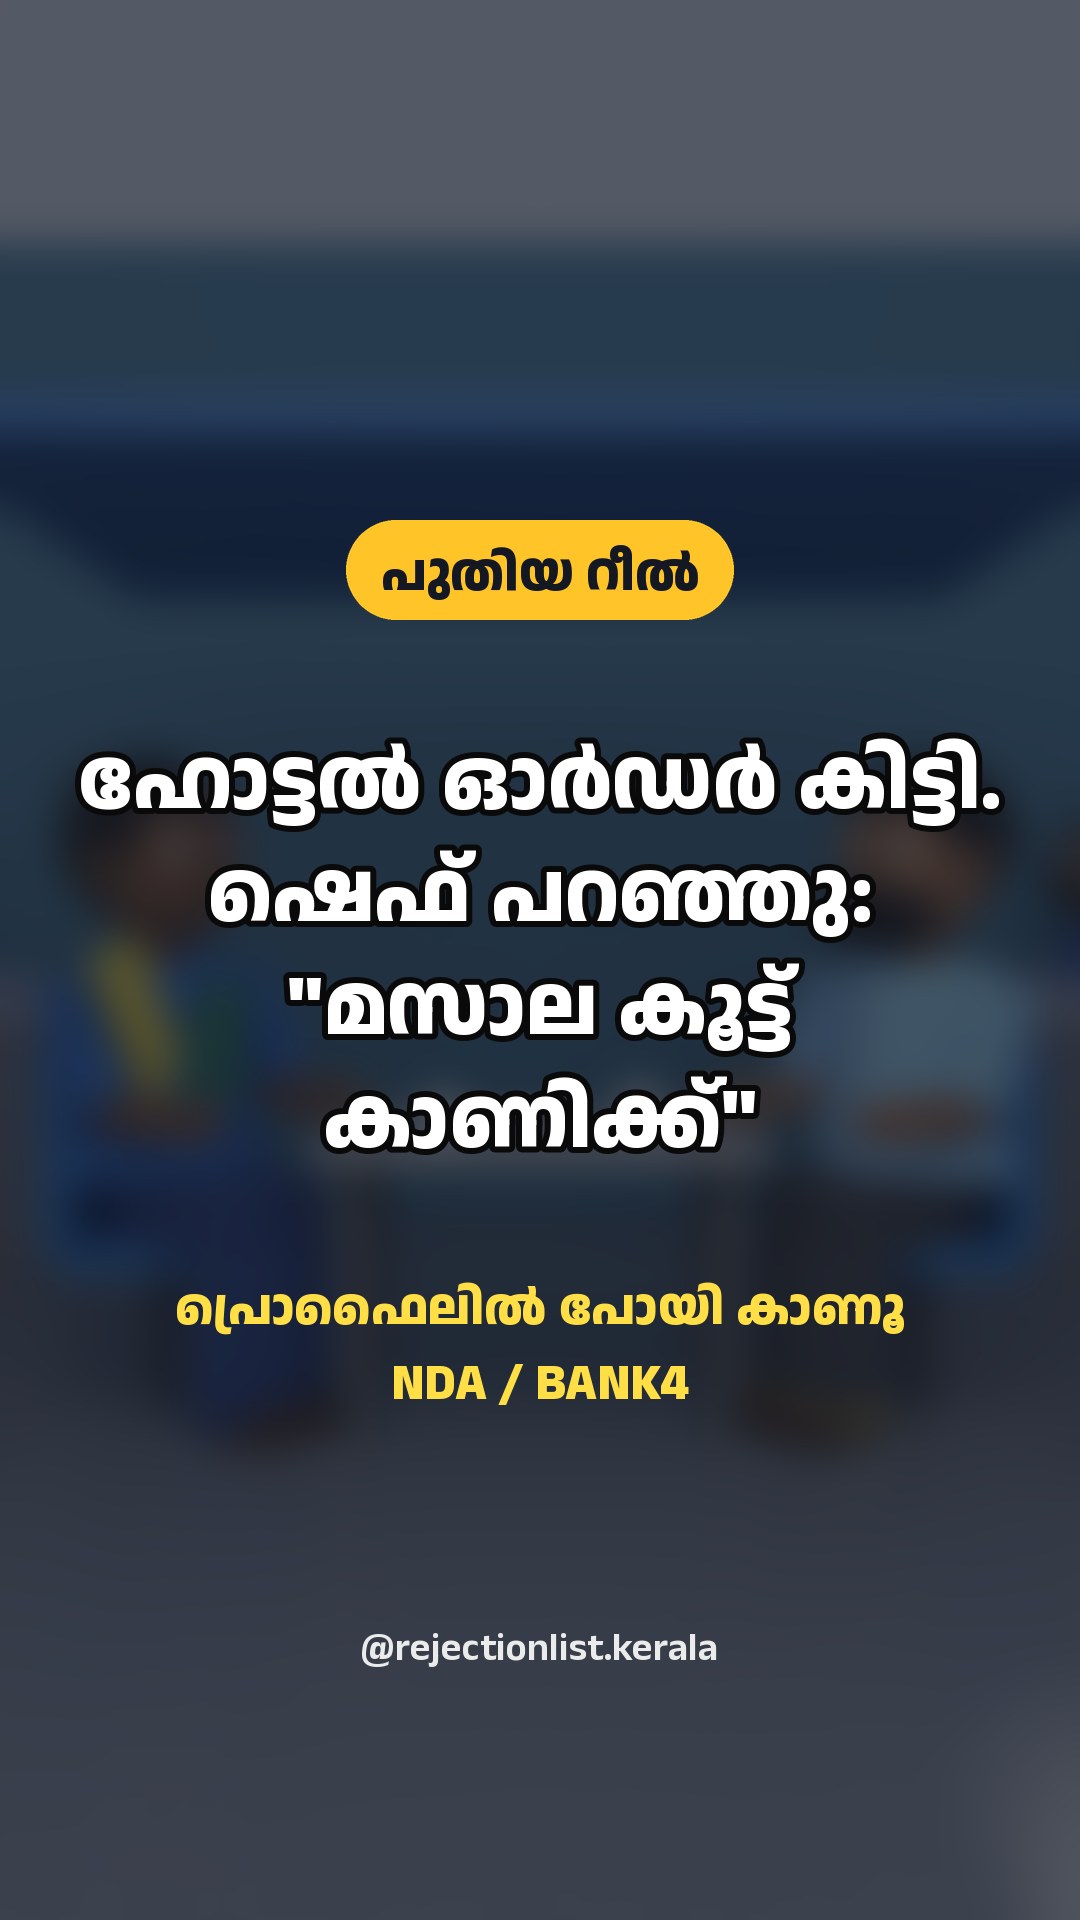 പുതിയ റീൽ
ഹോട്ടൽ ഓർഡർ കിട്ടി.
ഷെഫ് പറഞ്ഞു:
"മസാല കൂട്ട്
കാണിക്ക്"
പ്രൊഫൈലിൽ പോയി കാണൂ
NDA / BANK4
@rejectionlist.kerala